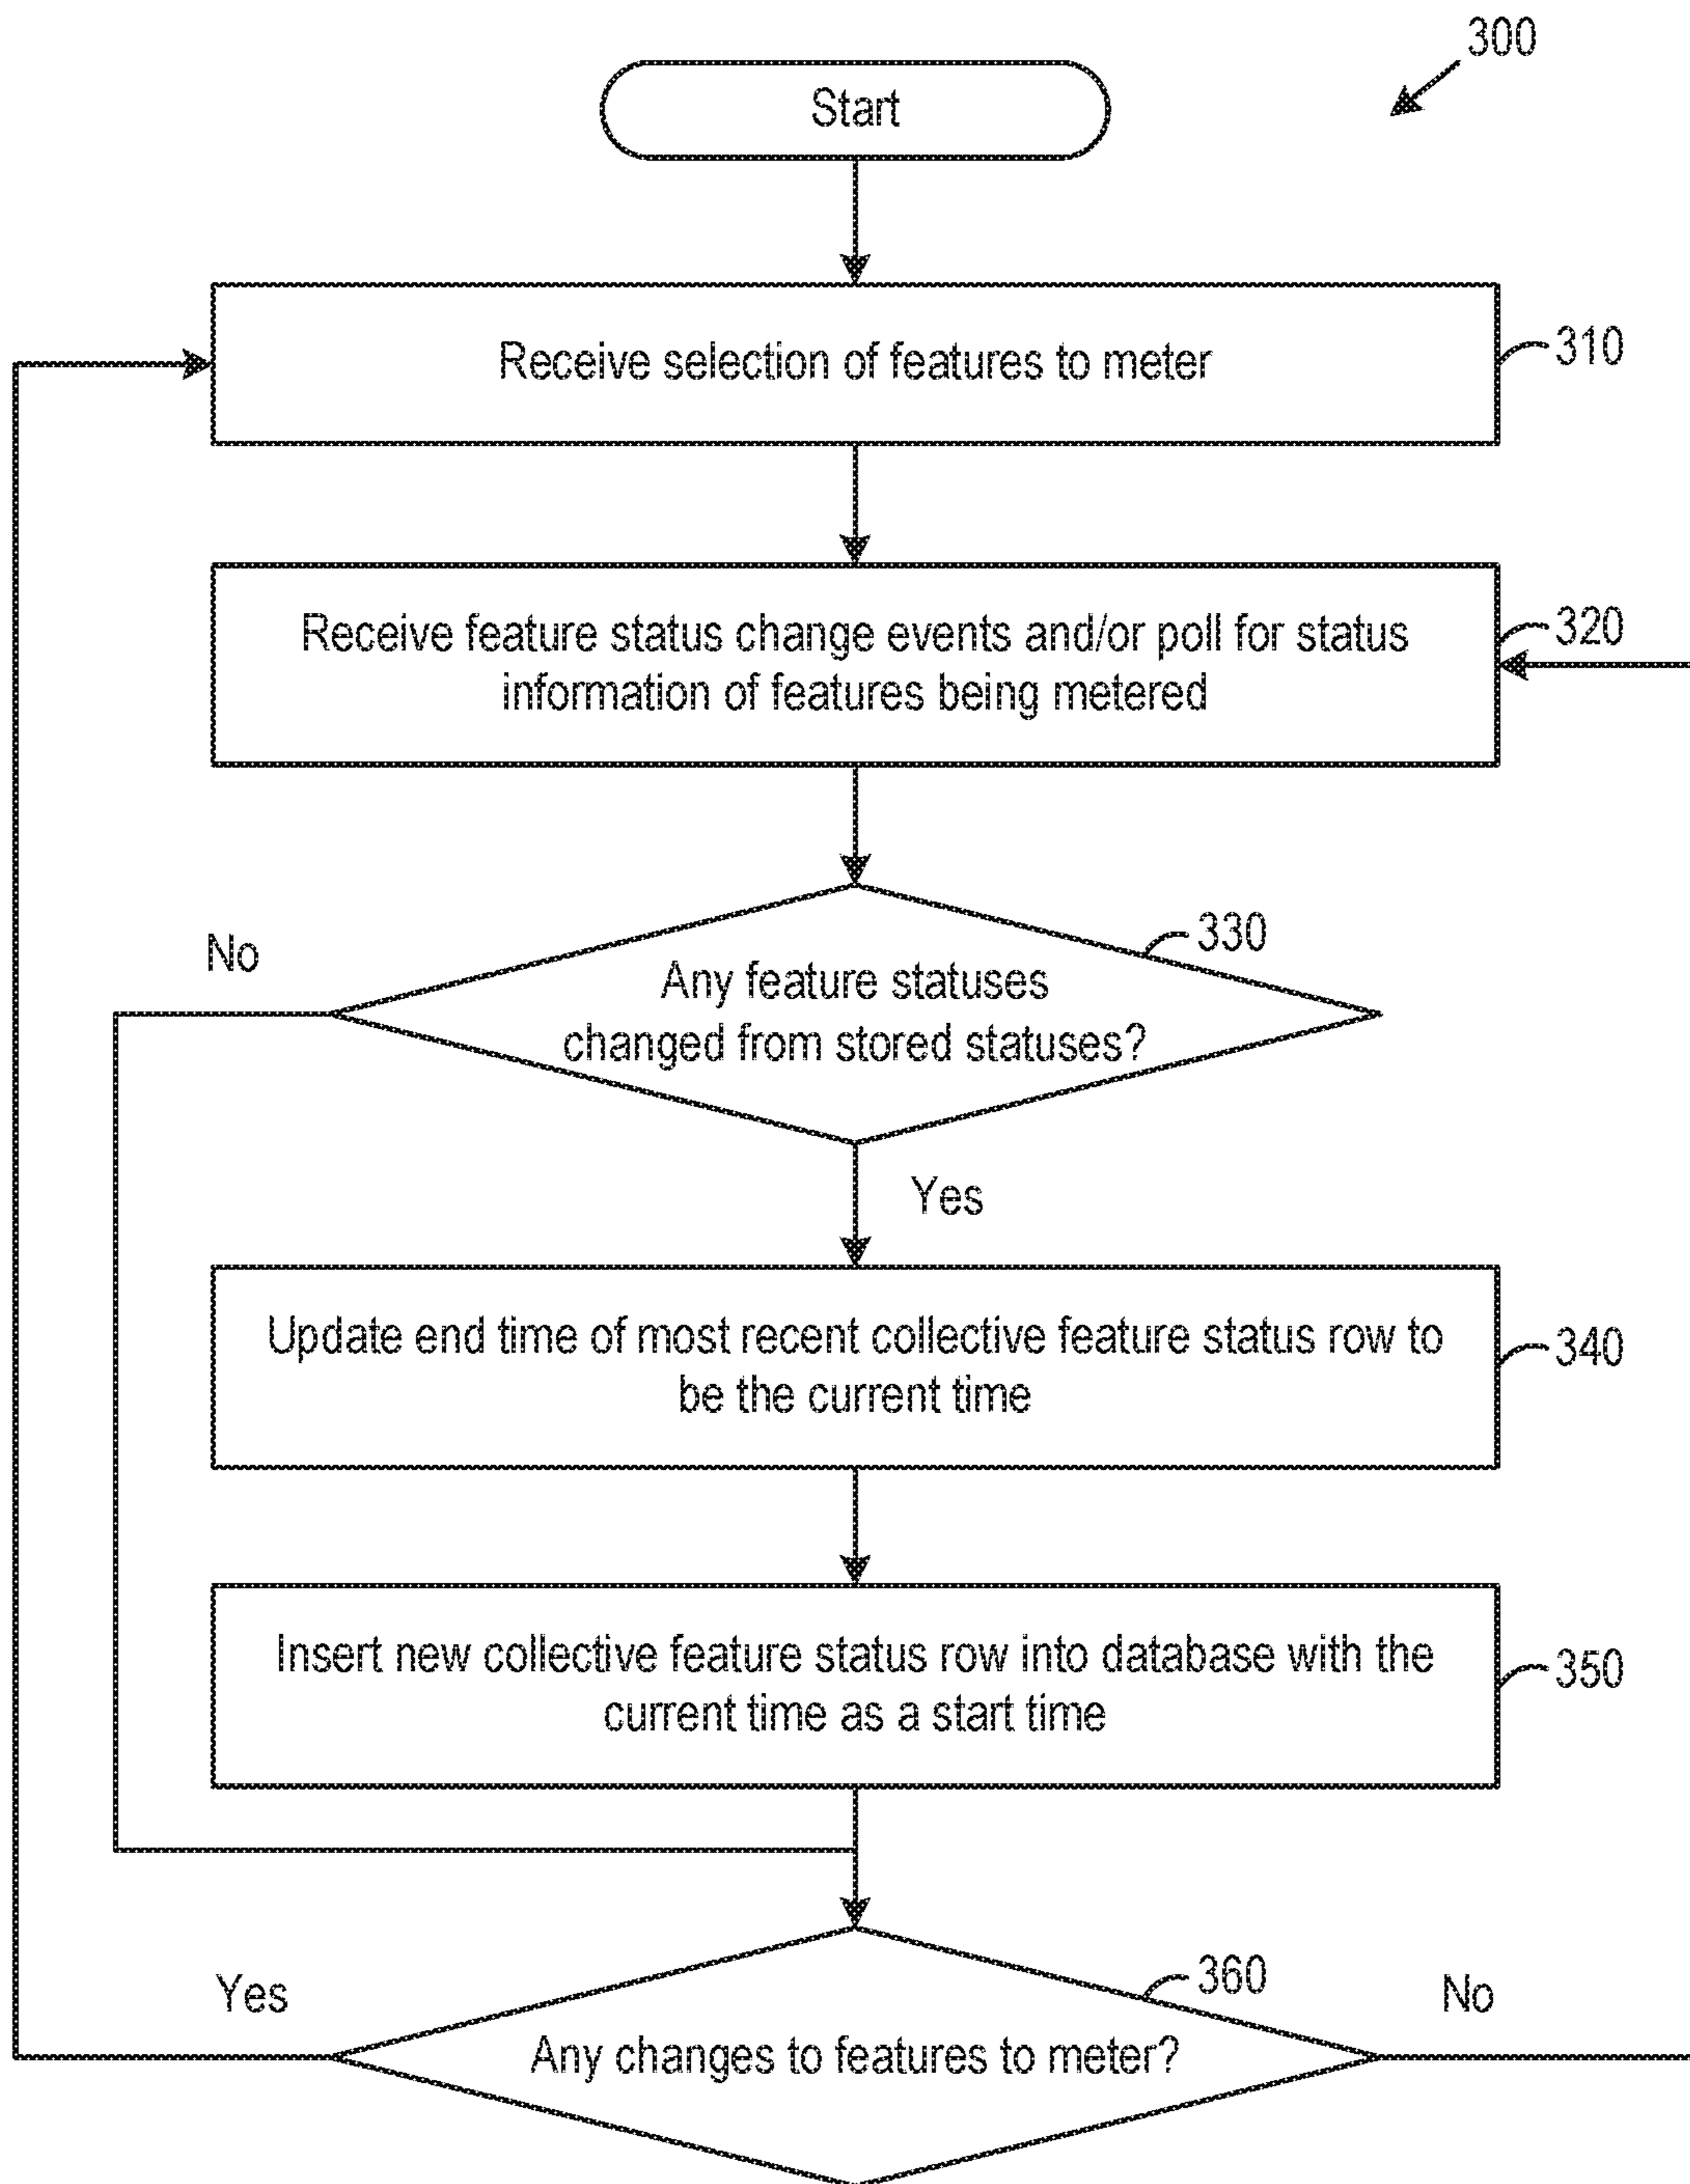 300
Start
Receive selection of features to meter
310
Receive feature status change events and/or poll for status
information of features being metered
320
330
No
Any feature statuses
changed from stored statuses?
Yes
Update end time of most recent collective feature status row to
be the current time
340
Insert new collective feature status row into database with the
current time as a start time
350
360
Yes
No
Any changes to features to meter?